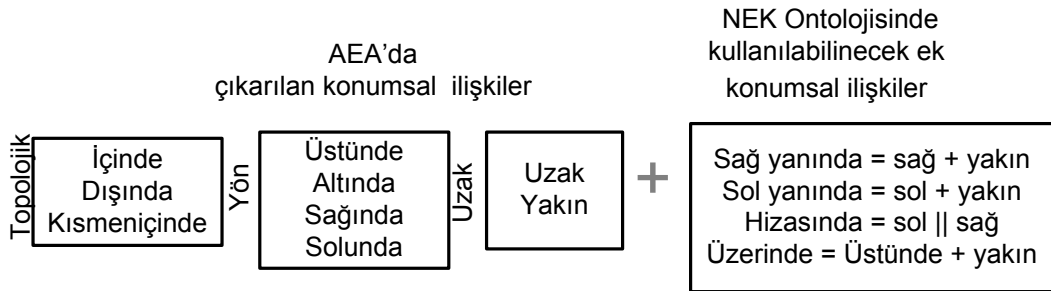 AEA'da
çıkarılan konumsal ilişkiler
Topolojik
İçinde
Dışında
Kısmeniçinde
Yön
Üstünde
Altında
Sağında
Solunda
Uzak
Uzak
Yakın
+
NEK Ontolojisinde
kullanılabilinecek ek
konumsal ilişkiler
Sağ yanında = sağ + yakın
Sol yanında = sol + yakın
Hizasında = sol || sağ
Üzerinde = Üstünde + yakın